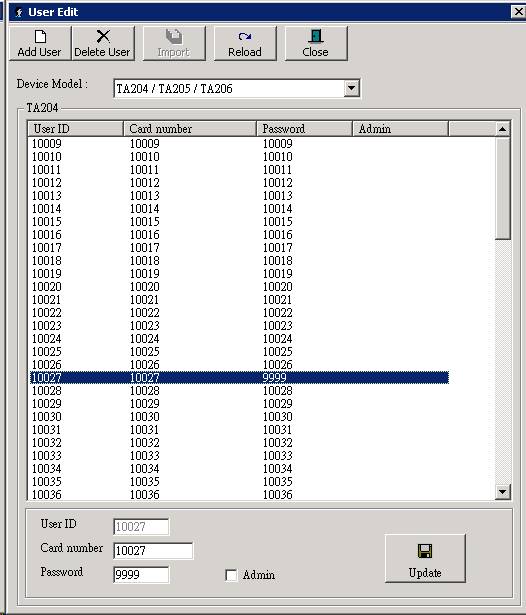 User Edit
Add User Delete User Import Reload Close
Device Model : TA204 / TA205 / TA206
TA204
User ID Card number Password Admin
10009 10009 10009
10010 10010 10010
10011 10011 10011
10012 10012 10012
10013 10013 10013
10014 10014 10014
10015 10015 10015
10016 10016 10016
10017 10017 10017
10018 10018 10018
10019 10019 10019
10020 10020 10020
10021 10021 10021
10022 10022 10022
10023 10023 10023
10024 10024 10024
10025 10025 10025
10026 10026 10026
10027 10027 9999
10028 10028 10028
10029 10029 10029
10030 10030 10030
10031 10031 10031
10032 10032 10032
10033 10033 10033
10034 10034 10034
10035 10035 10035
10036 10036 10036
User ID 10027
Card number 10027
Password 9999 Admin
Update